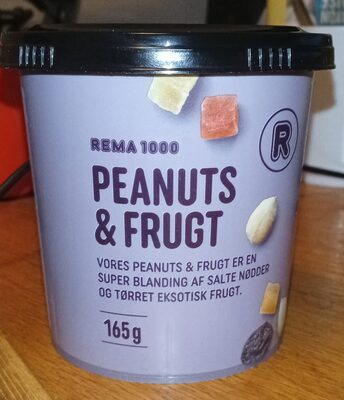 REMA 1000
R
PEANUTS
& FRUGT
VORES PEANUTS & FRUGT ER EN
SUPER BLANDING AF SALTE NØDDER
OG TØRRET EKSOTISK FRUGT.
165g